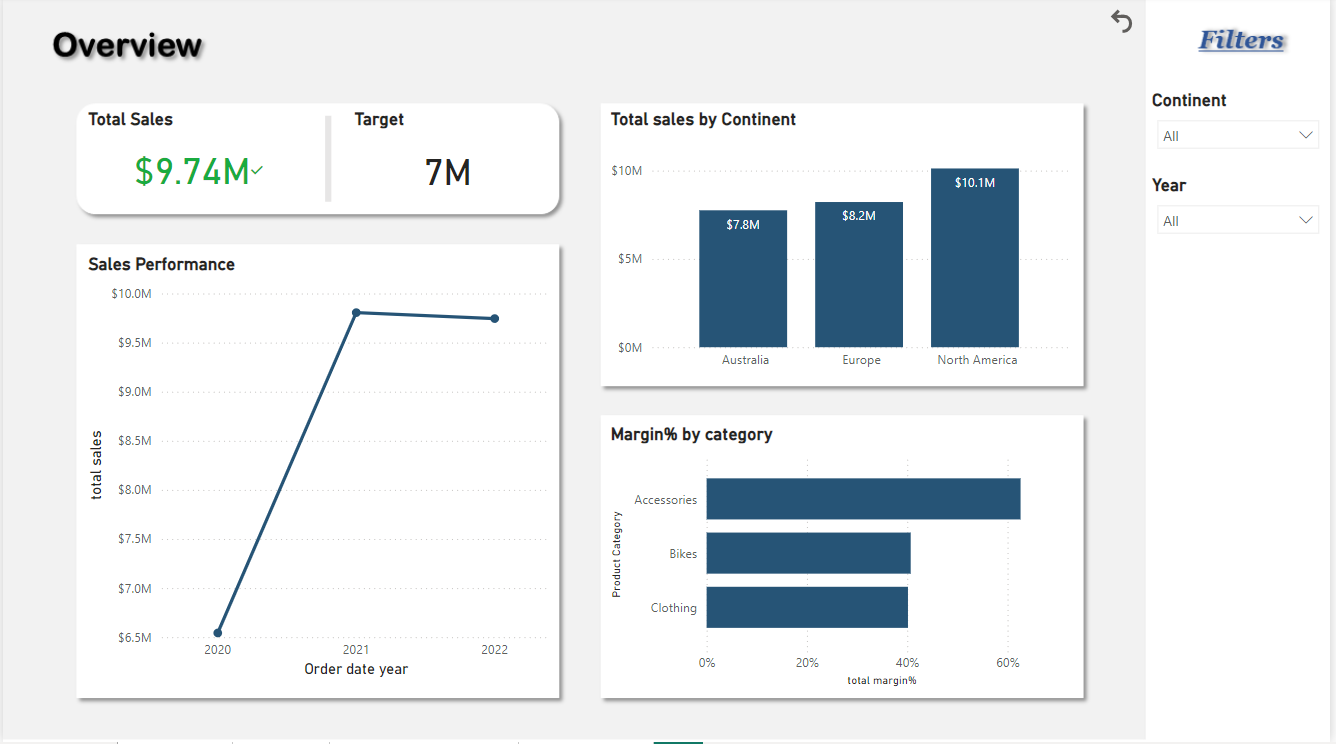 Overview
Filters
Continent
All
Year
All
Total Sales
$9.74M
Target
7M
Sales Performance
$10.0M
$9.5M
$9.0M
$8.5M
$8.0M
$7.5M
$7.0M
$6.5M
total sales
2020 2021 2022
Order date year
Total sales by Continent
$10M
$5M
$0M
$7.8M
$8.2M
$10.1M
Australia Europe North America
Margin% by category
Product Category
Accessories
Bikes
Clothing
0% 20% 40% 60%
total margin%